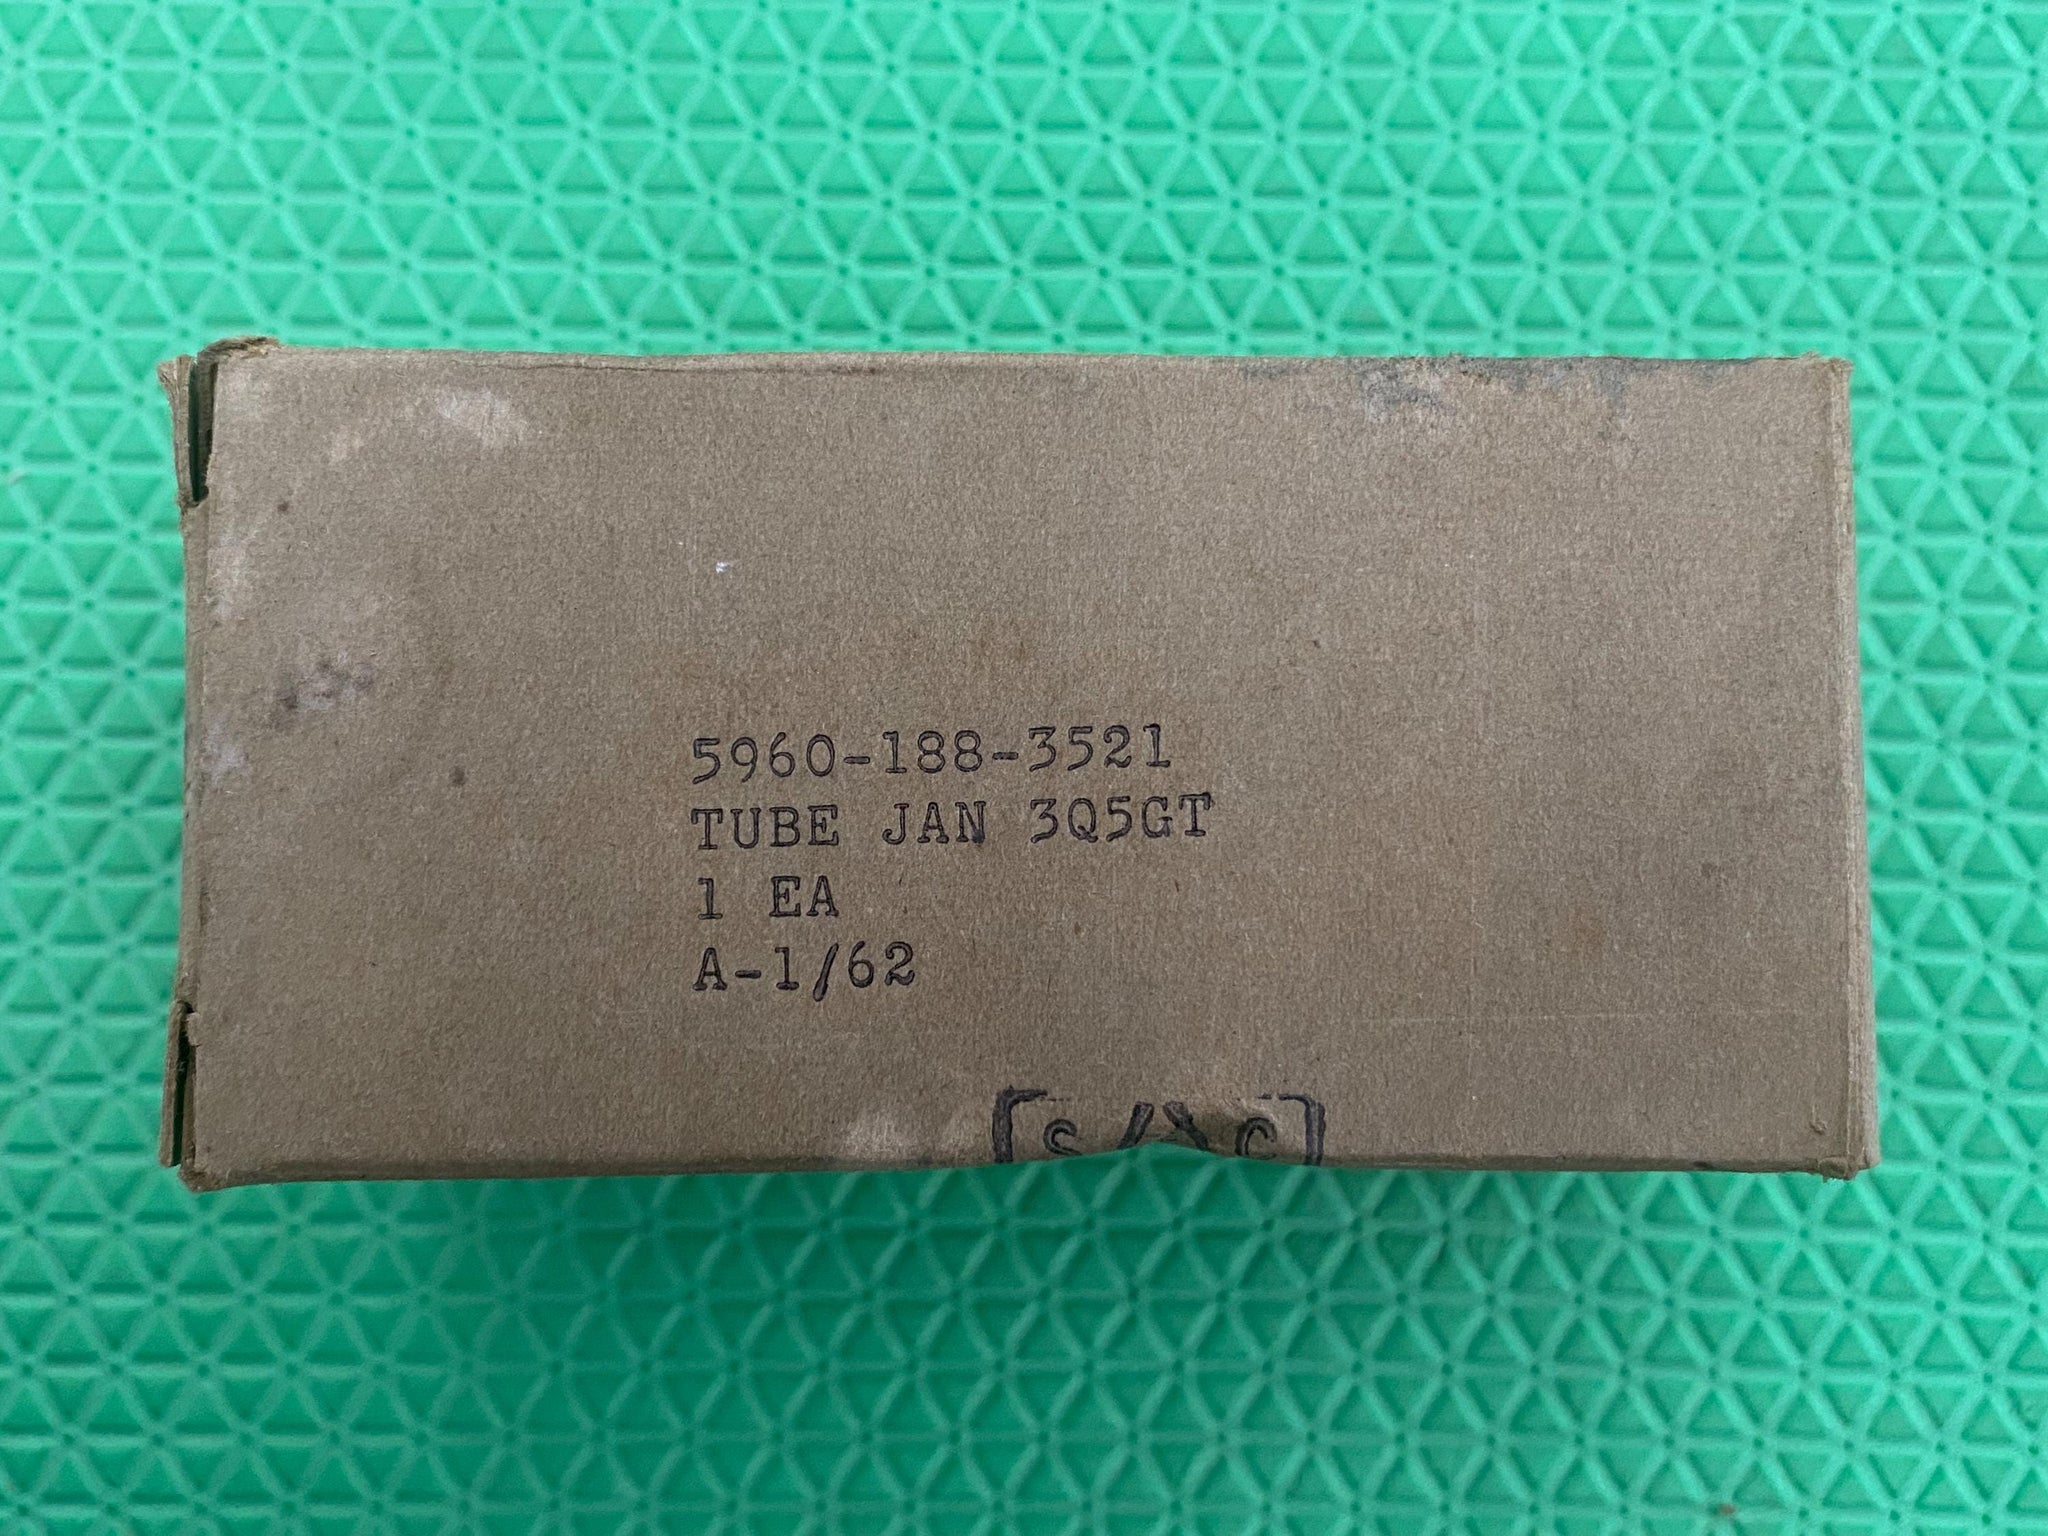 5960-188-3521
TUBE JAN 3Q5GT
1 EA
A-1/62